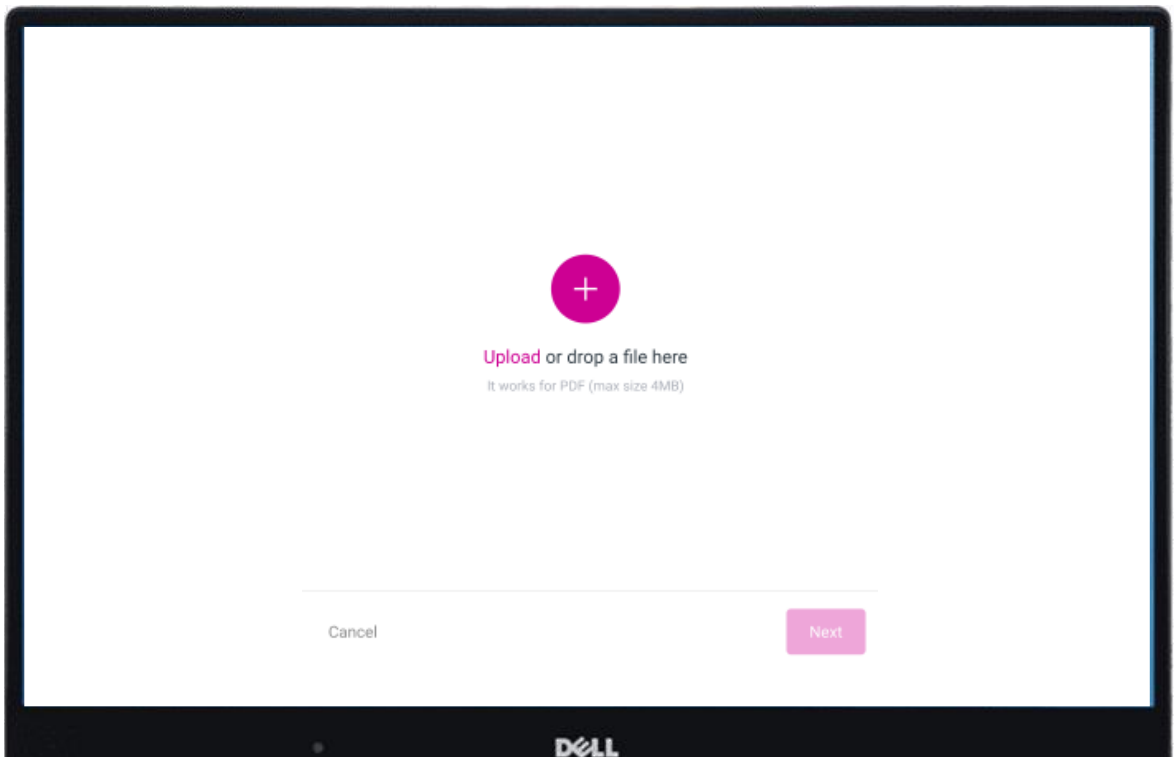 Upload or drop a file here
It works for PDF (max size 4MB)
Cancel
Next
DELL